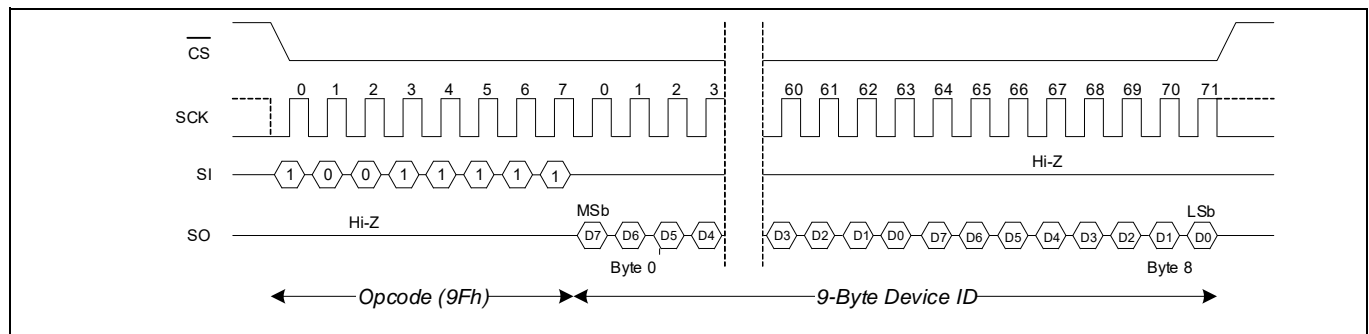 CS
0 1 2 3 4 5 6 7 0 1 2 3 60 61 62 63 64 65 66 67 68 69 70 71
SCK
Hi-Z
SI 1 0 0 1 1 1 1 1
Hi-Z MSb LSb
SO D7 D6 D5 D4 D3 D2 D1 D0 D7 D6 D5 D4 D3 D2 D1 D0
Byte 0 Byte 8
Opcode (9Fh) 9-Byte Device ID